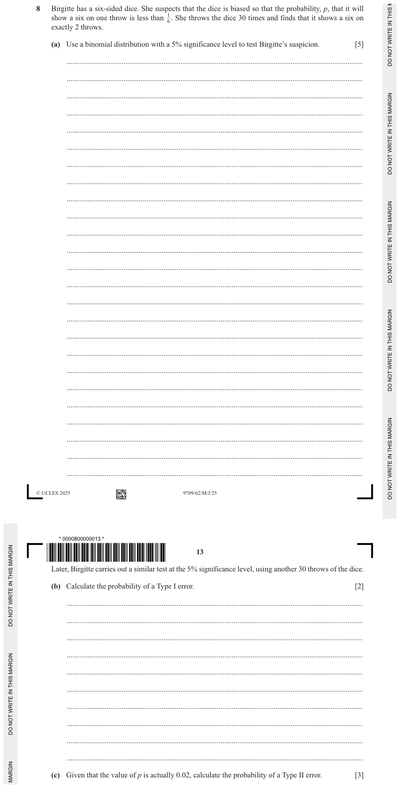 8 Birgitte has a six-sided dice. She suspects that the dice is biased so that the probability, p, that it will
show a six on one throw is less than 1/6. She throws the dice 30 times and finds that it shows a six on
exactly 2 throws.
(a) Use a binomial distribution with a 5% significance level to test Birgitte's suspicion. [5]
DO NOT WRITE IN THIS M
DO NOT WRITE IN THIS MARGIN
DO NOT WRITE IN THIS MARGIN
DO NOT WRITE IN THIS MARGIN
DO NOT WRITE IN THIS MARGIN
© UCLES 2025 9709/62/M/J/25
* 0000800000013 *
13
DO NOT WRITE IN THIS MARGIN
DO NOT WRITE IN THIS MARGIN
MARGIN
Later, Birgitte carries out a similar test at the 5% significance level, using another 30 throws of the dice.
(b) Calculate the probability of a Type I error. [2]
(c) Given that the value of p is actually 0.02, calculate the probability of a Type II error. [3]